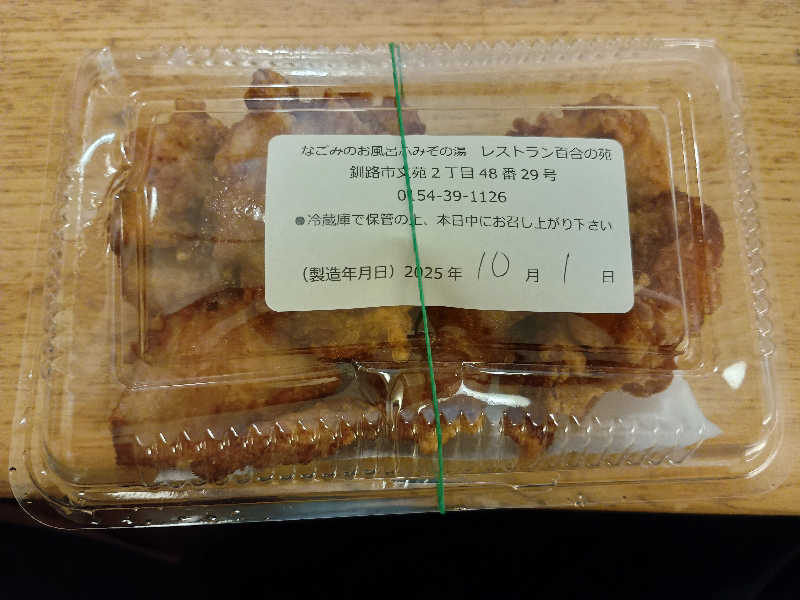 なごみのお風呂ふみぞの湯　レストラン百合の苑
釧路市文苑2丁目48番29号
0154-39-1126
●冷蔵庫で保管の上、本日中にお召し上がり下さい
（製造年月日）2025年 10 月 1 日